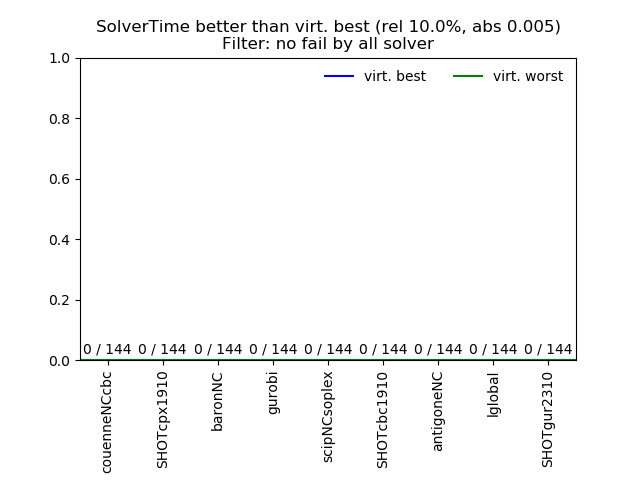 SolverTime better than virt. best (rel 10.0%, abs 0.005)
Filter: no fail by all solver
virt. best
virt. worst
1.0
0.8
0.6
0.4
0.2
0.0
0 / 144 0 / 144 0 / 144 0 / 144 0 / 144 0 / 144 0 / 144 0 / 144 0 / 144
couenneNCcbc
SHOTcpx1910
baronNC
gurobi
scipNCsoplex
SHOTcbc1910
antigoneNC
lglobal
SHOTgur2310